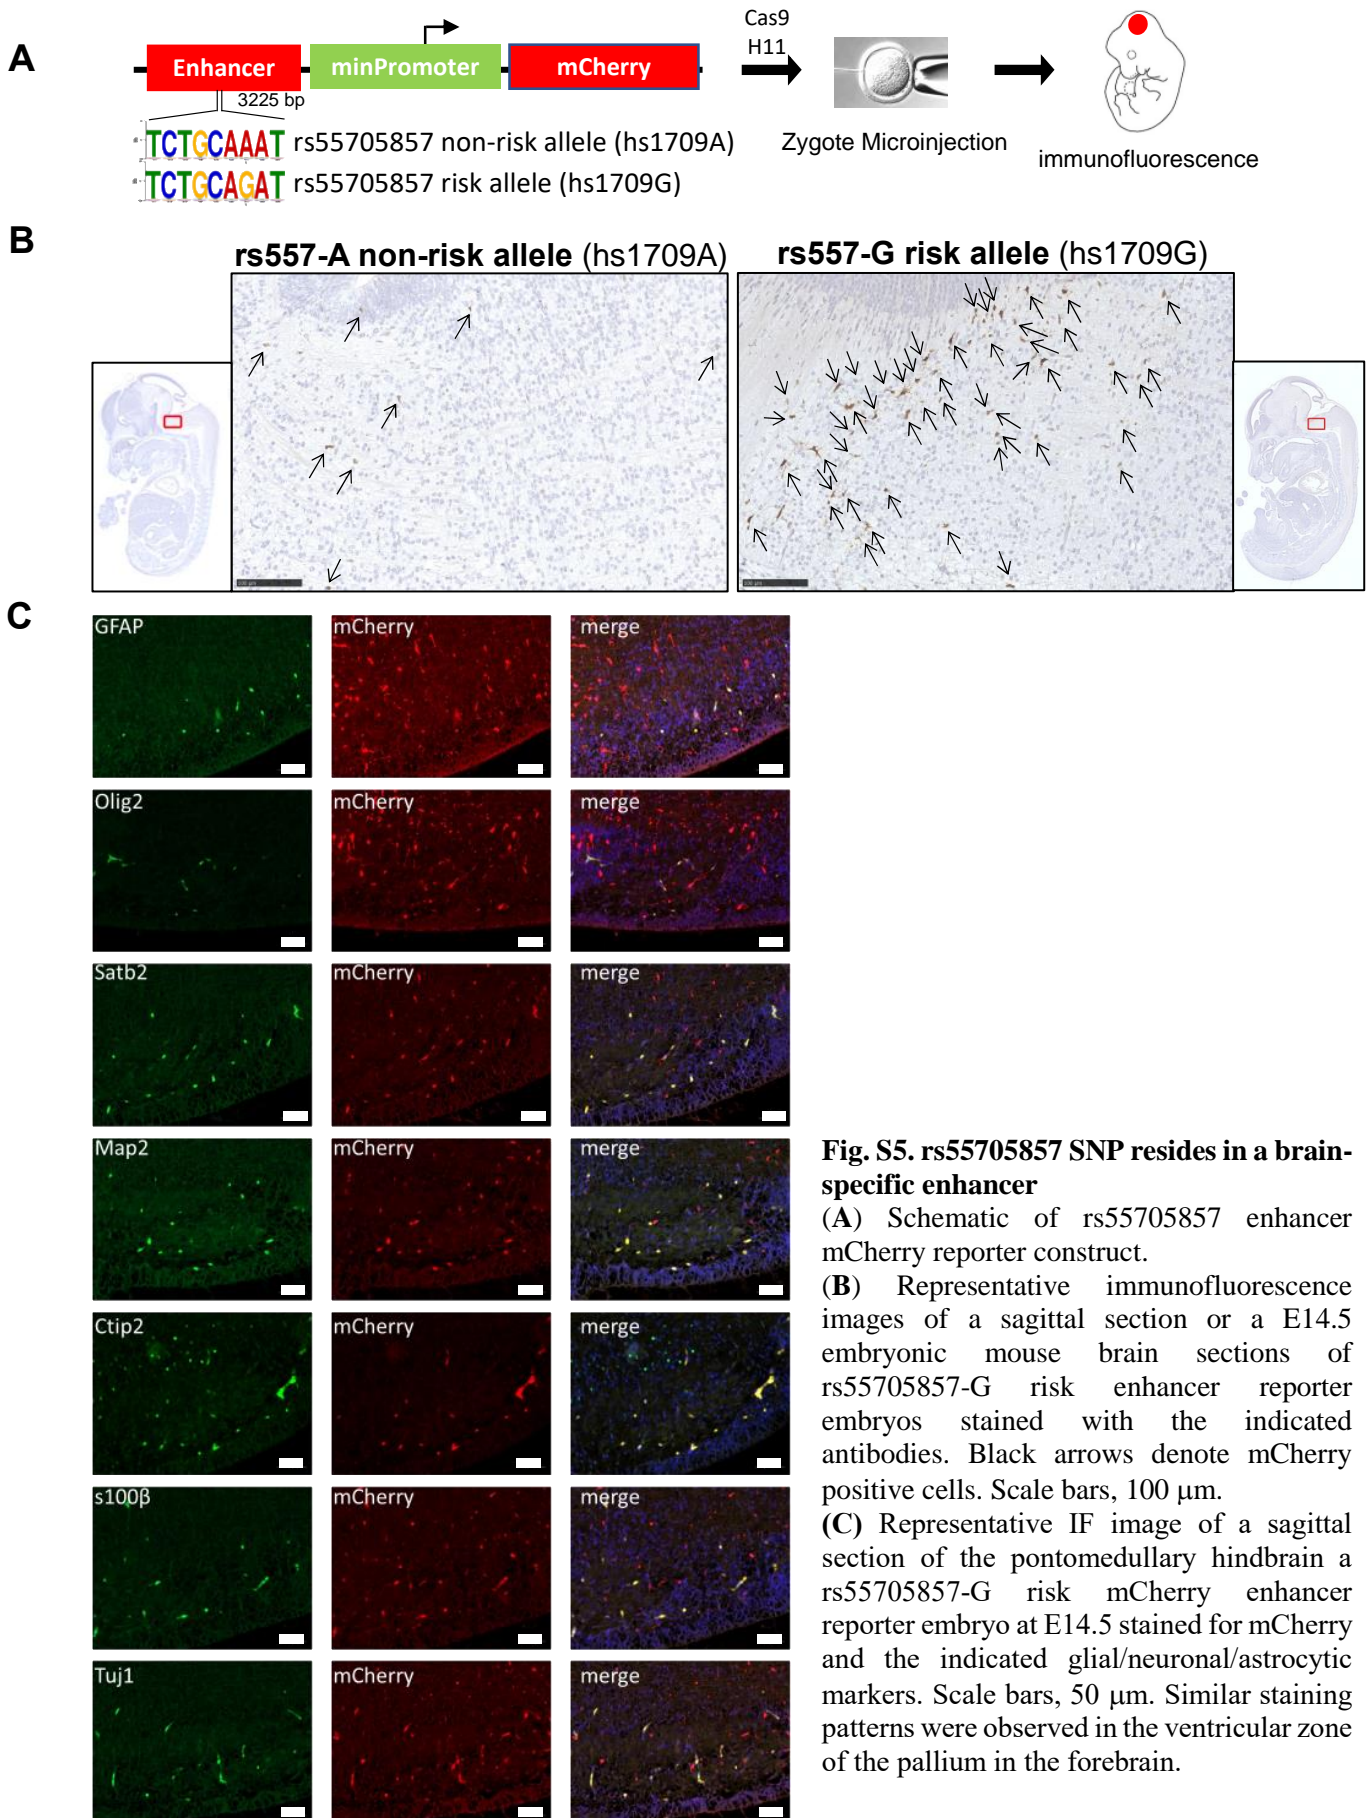 A
Enhancer
minPromoter
mCherry
Cas9
H11
3225 bp
TCTGCAAAT rs55705857 non-risk allele (hs1709A)
TCTGCAGAT rs55705857 risk allele (hs1709G)
Zygote Microinjection
immunofluorescence
B
rs557-A non-risk allele (hs1709A)
rs557-G risk allele (hs1709G)
100 µm
C
GFAP mCherry merge
Olig2 mCherry merge
Satb2 mCherry merge
Map2 mCherry merge
Ctip2 mCherry merge
s100β mCherry merge
Tuj1 mCherry merge
Fig. S5. rs55705857 SNP resides in a brain-
specific enhancer
(A) Schematic of rs55705857 enhancer
mCherry reporter construct.
(B) Representative immunofluorescence
images of a sagittal section or a E14.5
embryonic mouse brain sections of
rs55705857-G risk enhancer reporter
embryos stained with the indicated
antibodies. Black arrows denote mCherry
positive cells. Scale bars, 100 µm.
(C) Representative IF image of a sagittal
section of the pontomedullary hindbrain a
rs55705857-G risk mCherry enhancer
reporter embryo at E14.5 stained for mCherry
and the indicated glial/neuronal/astrocytic
markers. Scale bars, 50 µm. Similar staining
patterns were observed in the ventricular zone
of the pallium in the forebrain.